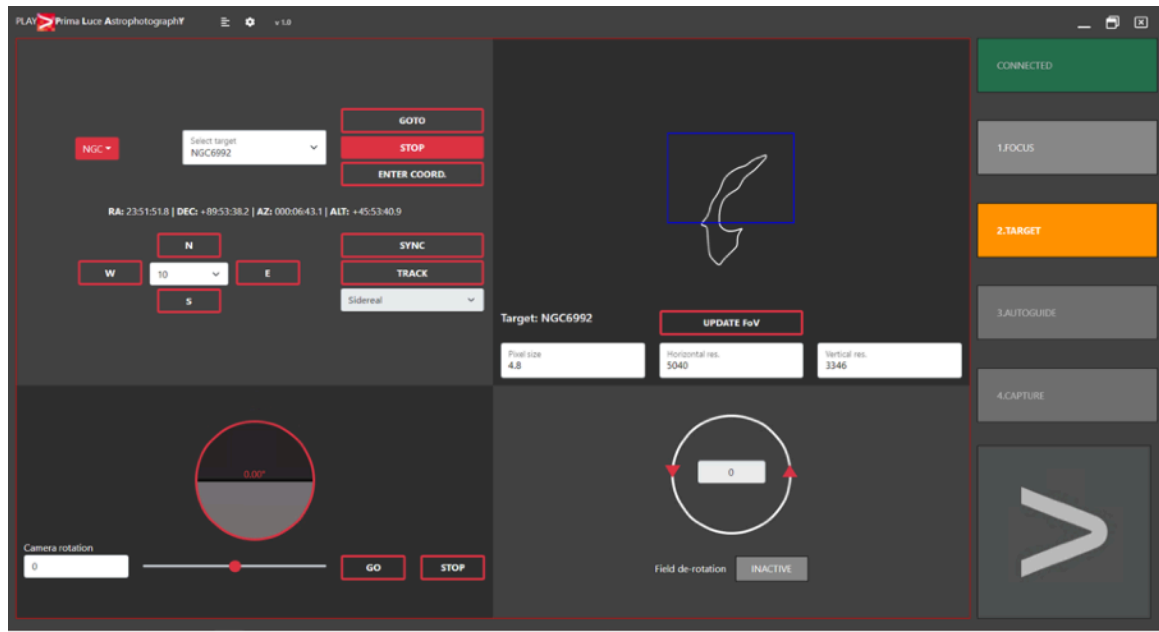 PLAY Prima Luce AstrophotographY v 1.0
CONNECTED
GOTO
NGC
Select target
NGC6992
STOP
1.FOCUS
ENTER COORD.
RA: 23:51:51.8 | DEC: +89:53:38.2 | AZ: 000:06:43.1 | ALT: +45:53:40.9
2.TARGET
N
SYNC
W
10
E
TRACK
S
Sidereal
3.AUTOGUIDE
Target: NGC6992
UPDATE FoV
Pixel size
4.8
Horizontal res.
5040
Vertical res.
3346
4.CAPTURE
0.00°
0
Camera rotation
0
GO
STOP
Field de-rotation
INACTIVE